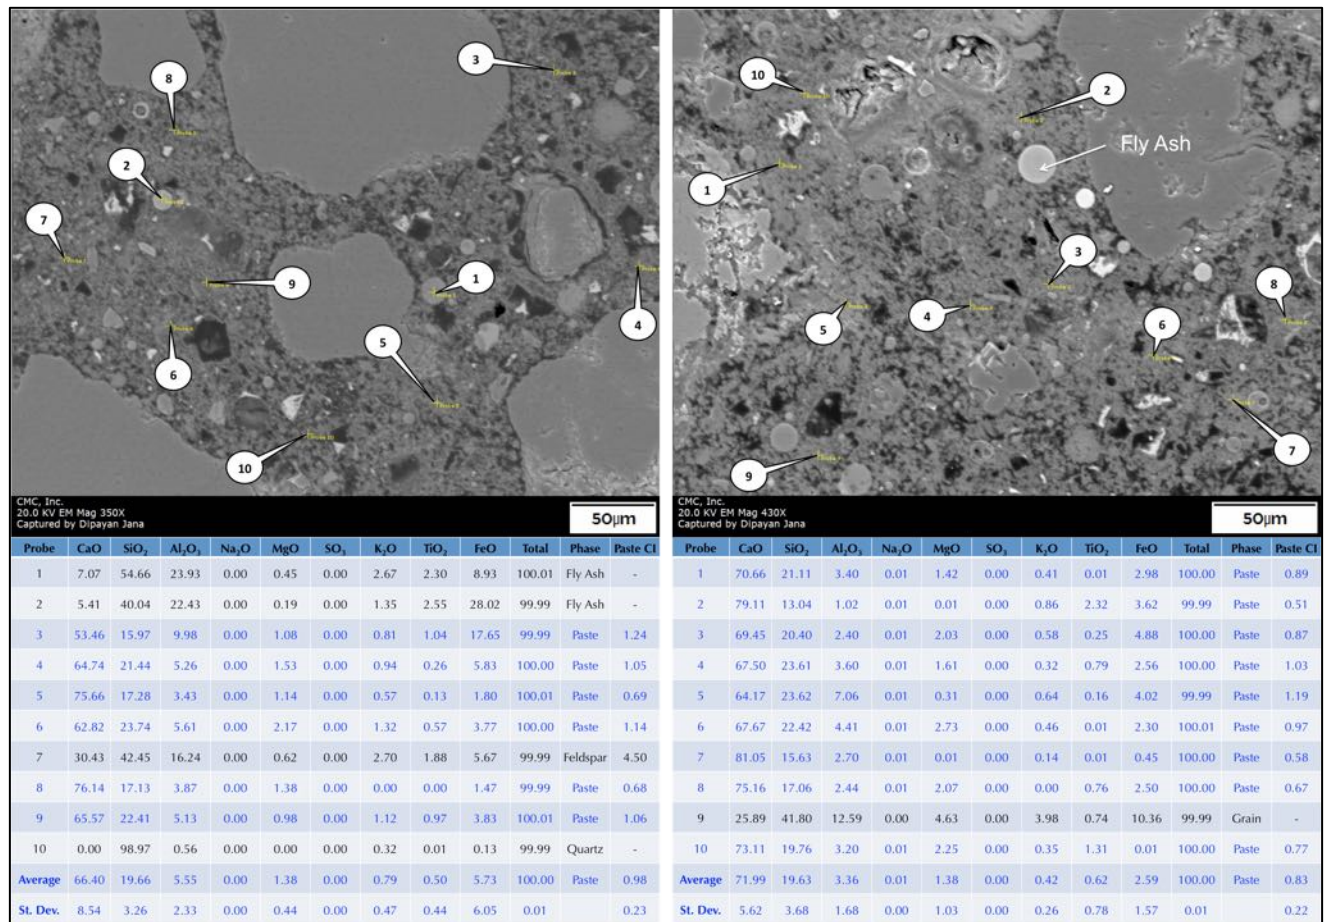 3
8
2
7
9
1
4
5
6
10
CMC, Inc.
20.0 KV EM Mag 350X
Captured by Dipayan Jana
50µm
Probe CaO SiO₂ Al₂O₃ Na₂O MgO SO₃ K₂O TiO₂ FeO Total Phase Paste CI
1 7.07 54.66 23.93 0.00 0.45 0.00 2.67 2.30 8.93 100.01 Fly Ash -
2 5.41 40.04 22.43 0.00 0.19 0.00 1.35 2.55 28.02 99.99 Fly Ash -
3 53.46 15.97 9.98 0.00 1.08 0.00 0.81 1.04 17.65 99.99 Paste 1.24
4 64.74 21.44 5.26 0.00 1.53 0.00 0.94 0.26 5.83 100.00 Paste 1.05
5 75.66 17.28 3.43 0.00 1.14 0.00 0.57 0.13 1.80 100.01 Paste 0.69
6 62.82 23.74 5.61 0.00 2.17 0.00 1.32 0.57 3.77 100.00 Paste 1.14
7 30.43 42.45 16.24 0.00 0.62 0.00 2.70 1.88 5.67 99.99 Feldspar 4.50
8 76.14 17.13 3.87 0.00 1.38 0.00 0.00 0.00 1.47 99.99 Paste 0.68
9 65.57 22.41 5.13 0.00 0.98 0.00 1.12 0.97 3.83 100.01 Paste 1.06
10 0.00 98.97 0.56 0.00 0.00 0.00 0.32 0.01 0.13 99.99 Quartz -
Average 66.40 19.66 5.55 0.00 1.38 0.00 0.79 0.50 5.73 100.00 Paste 0.98
St. Dev. 8.54 3.26 2.33 0.00 0.44 0.00 0.47 0.44 6.05 0.01 0.23
10
2
Fly Ash
1
3
8
4
5
6
7
9
CMC, Inc.
20.0 KV EM Mag 430X
Captured by Dipayan Jana
50µm
Probe CaO SiO₂ Al₂O₃ Na₂O MgO SO₃ K₂O TiO₂ FeO Total Phase Paste CI
1 70.66 21.11 3.40 0.01 1.42 0.00 0.41 0.01 2.98 100.00 Paste 0.89
2 79.11 13.04 1.02 0.01 0.01 0.00 0.86 2.32 3.62 99.99 Paste 0.51
3 69.45 20.40 2.40 0.01 2.03 0.00 0.58 0.25 4.88 100.00 Paste 0.87
4 67.50 23.61 3.60 0.01 1.61 0.00 0.32 0.79 2.56 100.00 Paste 1.03
5 64.17 23.62 7.06 0.01 0.31 0.00 0.64 0.16 4.02 99.99 Paste 1.19
6 67.67 22.42 4.41 0.01 2.73 0.00 0.46 0.01 2.30 100.01 Paste 0.97
7 81.05 15.63 2.70 0.01 0.01 0.00 0.14 0.01 0.45 100.00 Paste 0.58
8 75.16 17.06 2.44 0.01 2.07 0.00 0.00 0.76 2.50 100.00 Paste 0.67
9 25.89 41.80 12.59 0.00 4.63 0.00 3.98 0.74 10.36 99.99 Grain -
10 73.11 19.76 3.20 0.01 2.25 0.00 0.35 1.31 0.01 100.00 Paste 0.77
Average 71.99 19.63 3.36 0.01 1.38 0.00 0.42 0.62 2.59 100.00 Paste 0.83
St. Dev. 5.62 3.68 1.68 0.00 1.03 0.00 0.26 0.78 1.57 0.01 0.22